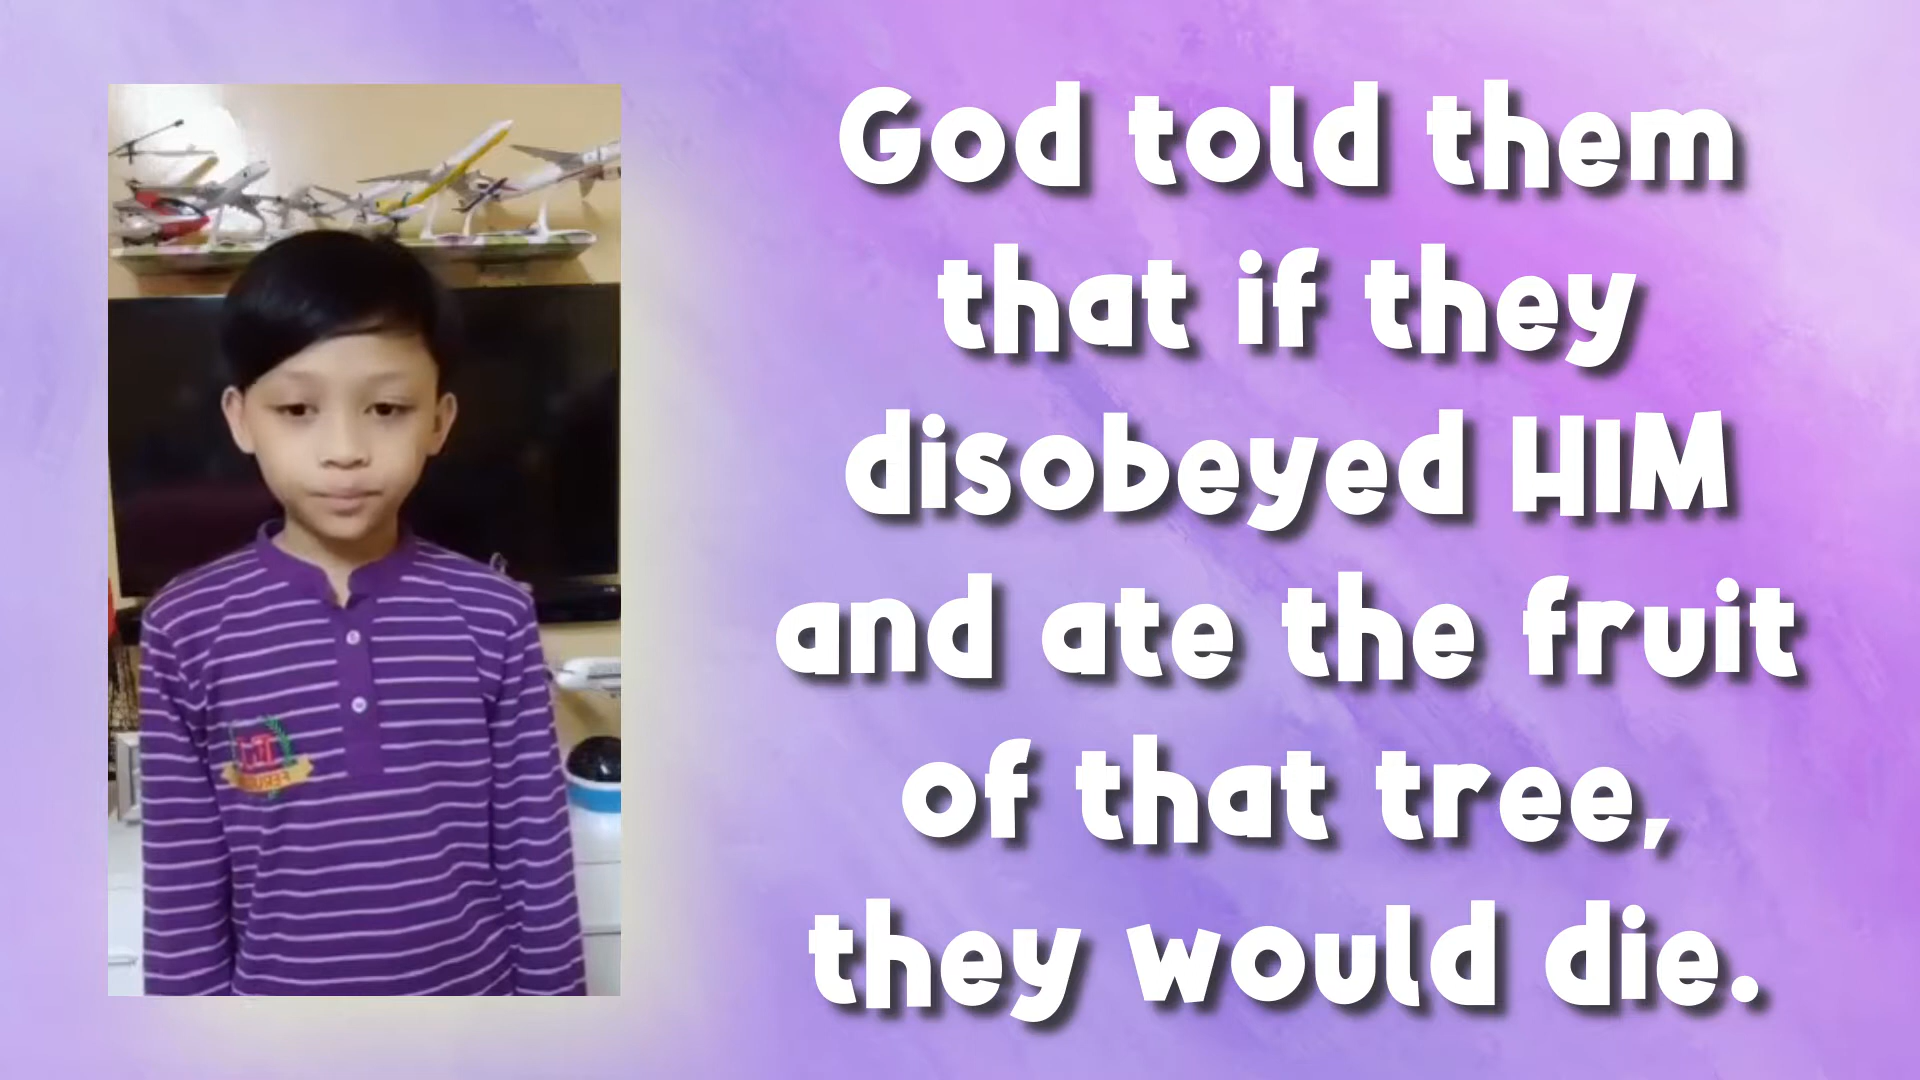 God told them
that if they
disobeyed HIM
and ate the fruit
of that tree,
they would die.